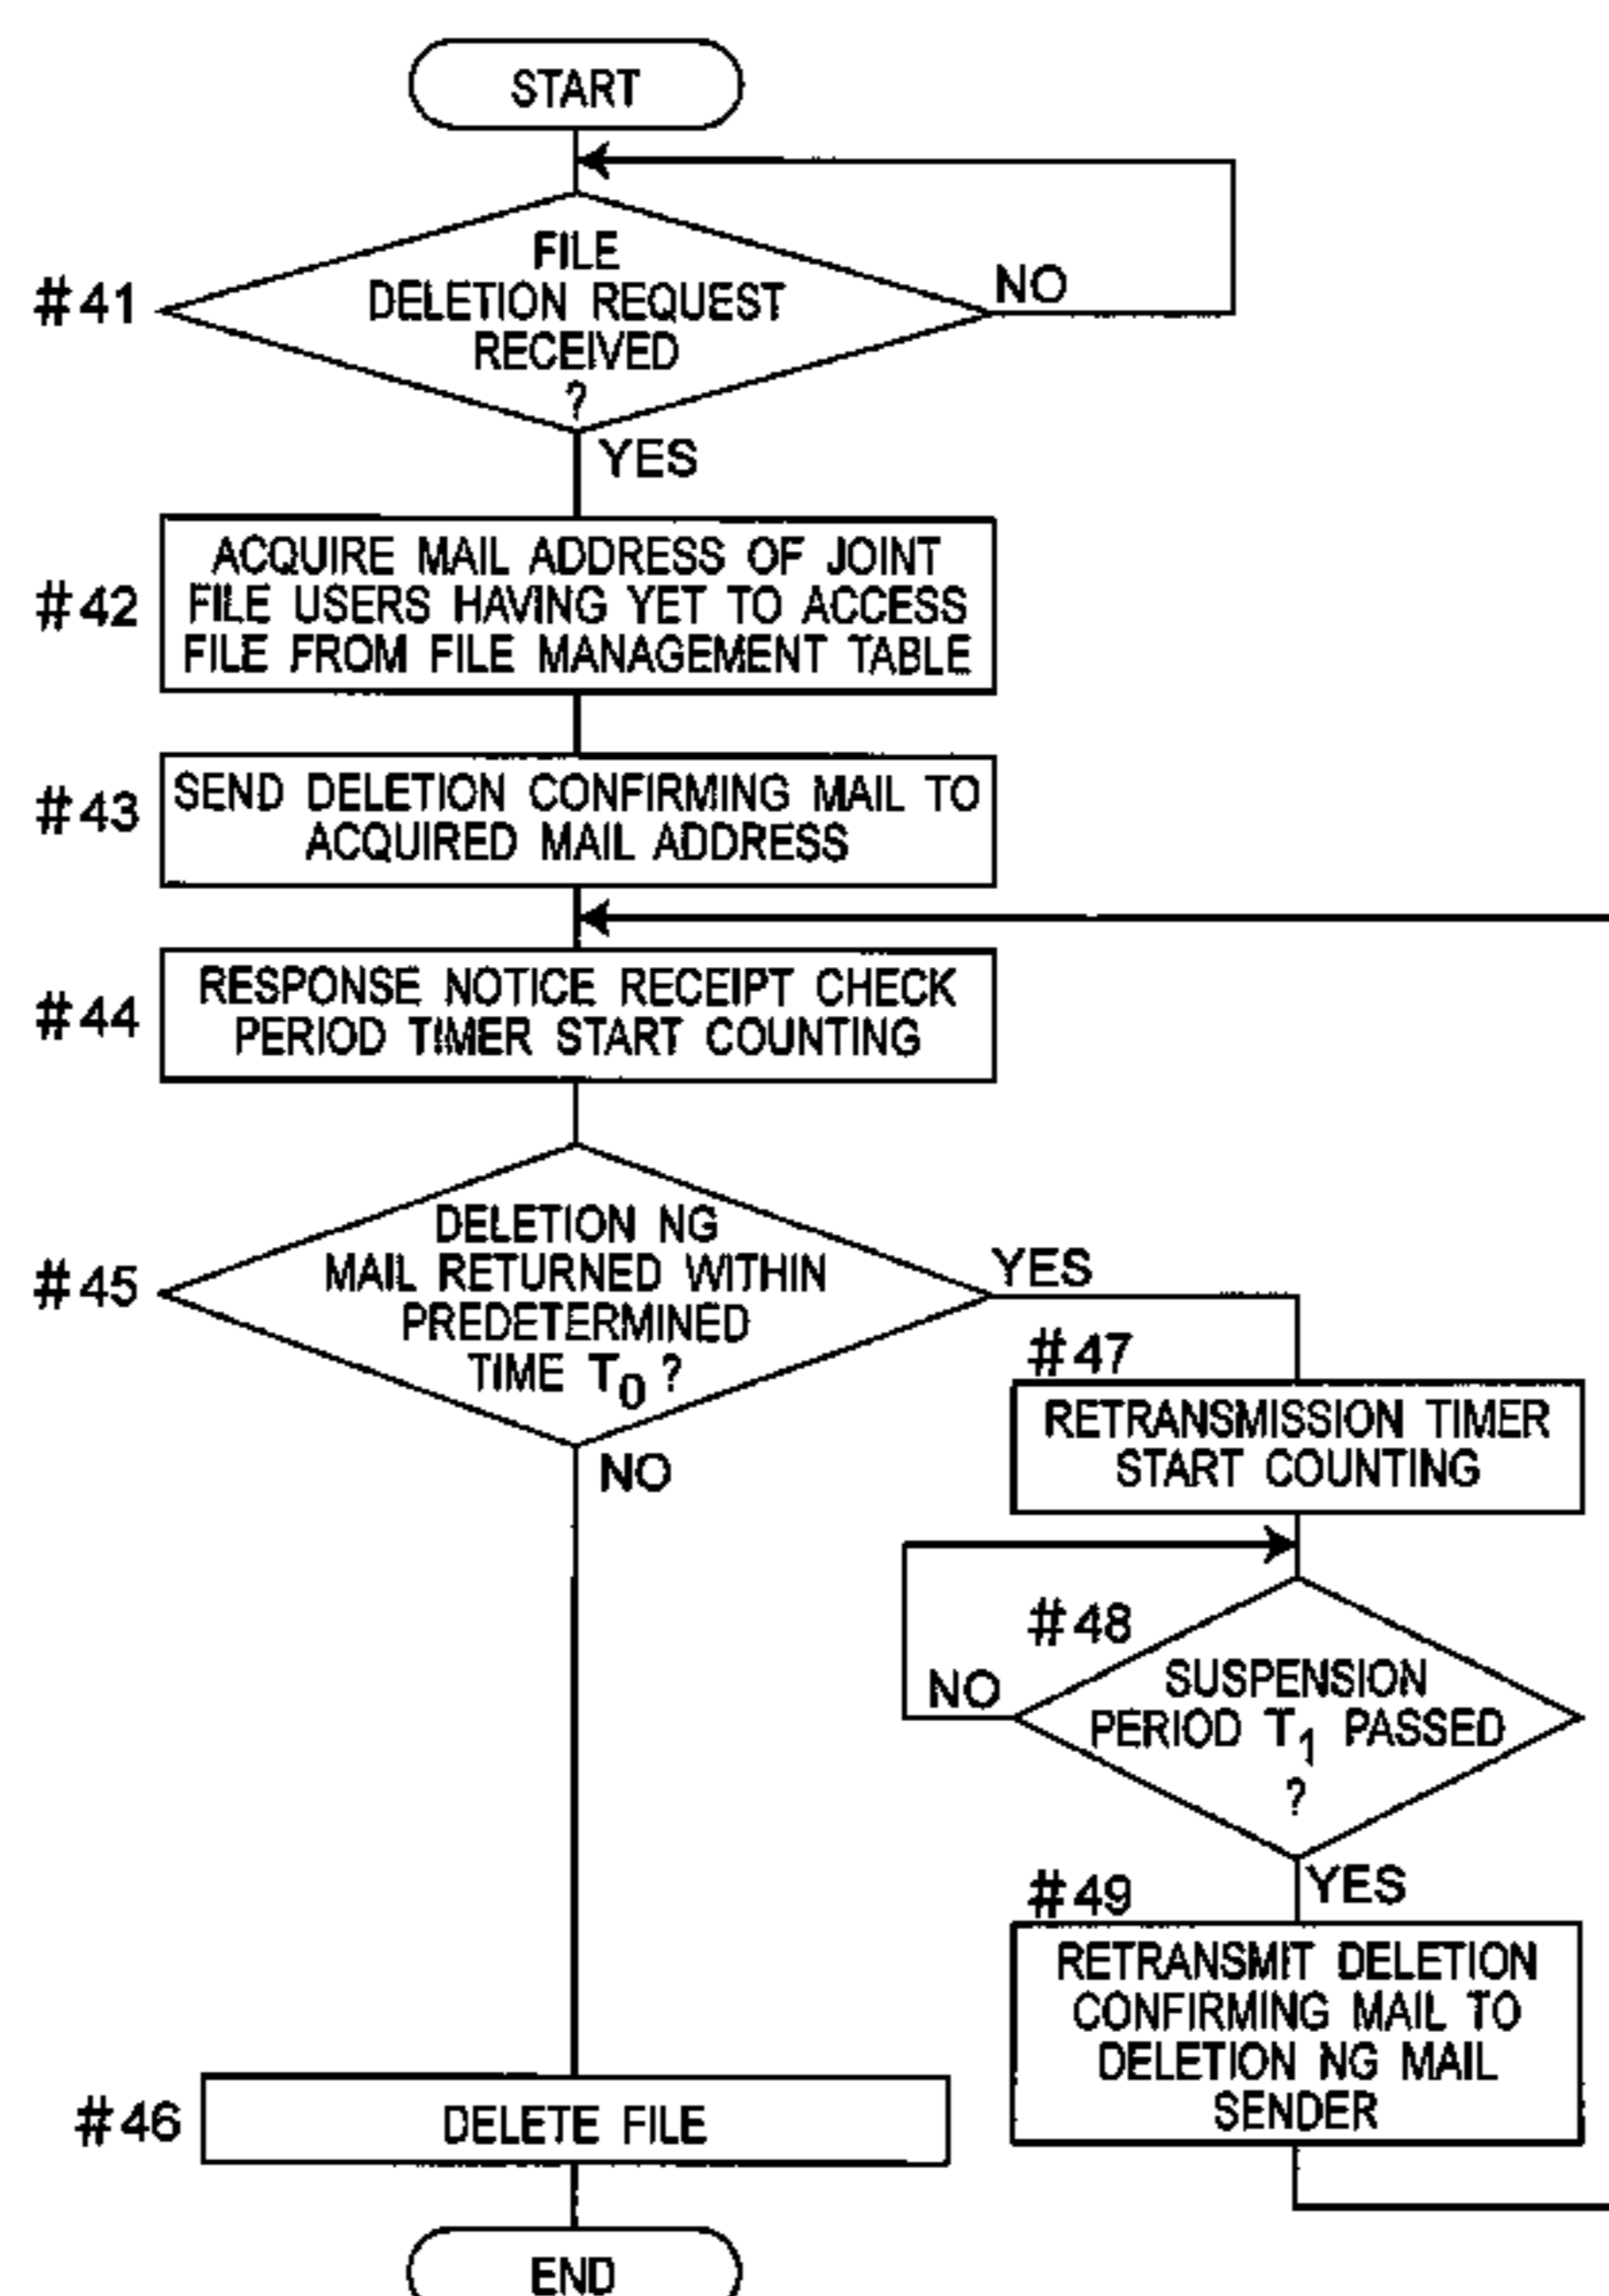 START
#41
FILE
DELETION REQUEST
RECEIVED
?
NO
YES
#42
ACQUIRE MAIL ADDRESS OF JOINT
FILE USERS HAVING YET TO ACCESS
FILE FROM FILE MANAGEMENT TABLE
#43
SEND DELETION CONFIRMING MAIL TO
ACQUIRED MAIL ADDRESS
#44
RESPONSE NOTICE RECEIPT CHECK
PERIOD TIMER START COUNTING
#45
DELETION NG
MAIL RETURNED WITHIN
PREDETERMINED
TIME T0 ?
YES
NO
#47
RETRANSMISSION TIMER
START COUNTING
#48
SUSPENSION
PERIOD T1 PASSED
?
NO
YES
#49
RETRANSMIT DELETION
CONFIRMING MAIL TO
DELETION NG MAIL
SENDER
#46
DELETE FILE
END